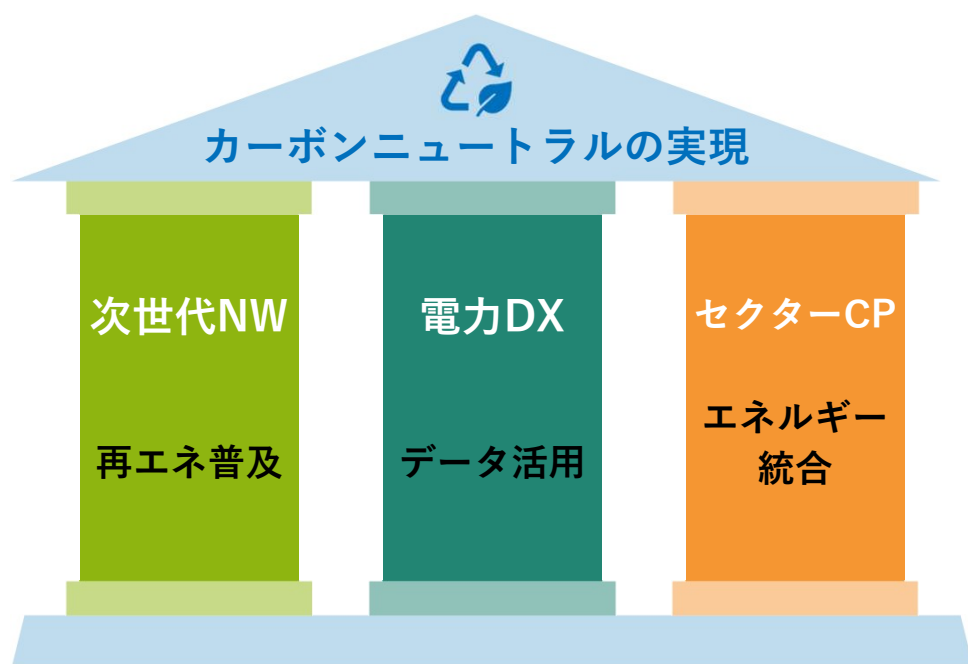 カーボンニュートラルの実現
次世代NW
再エネ普及
電力DX
データ活用
セクターCP
エネルギー
統合